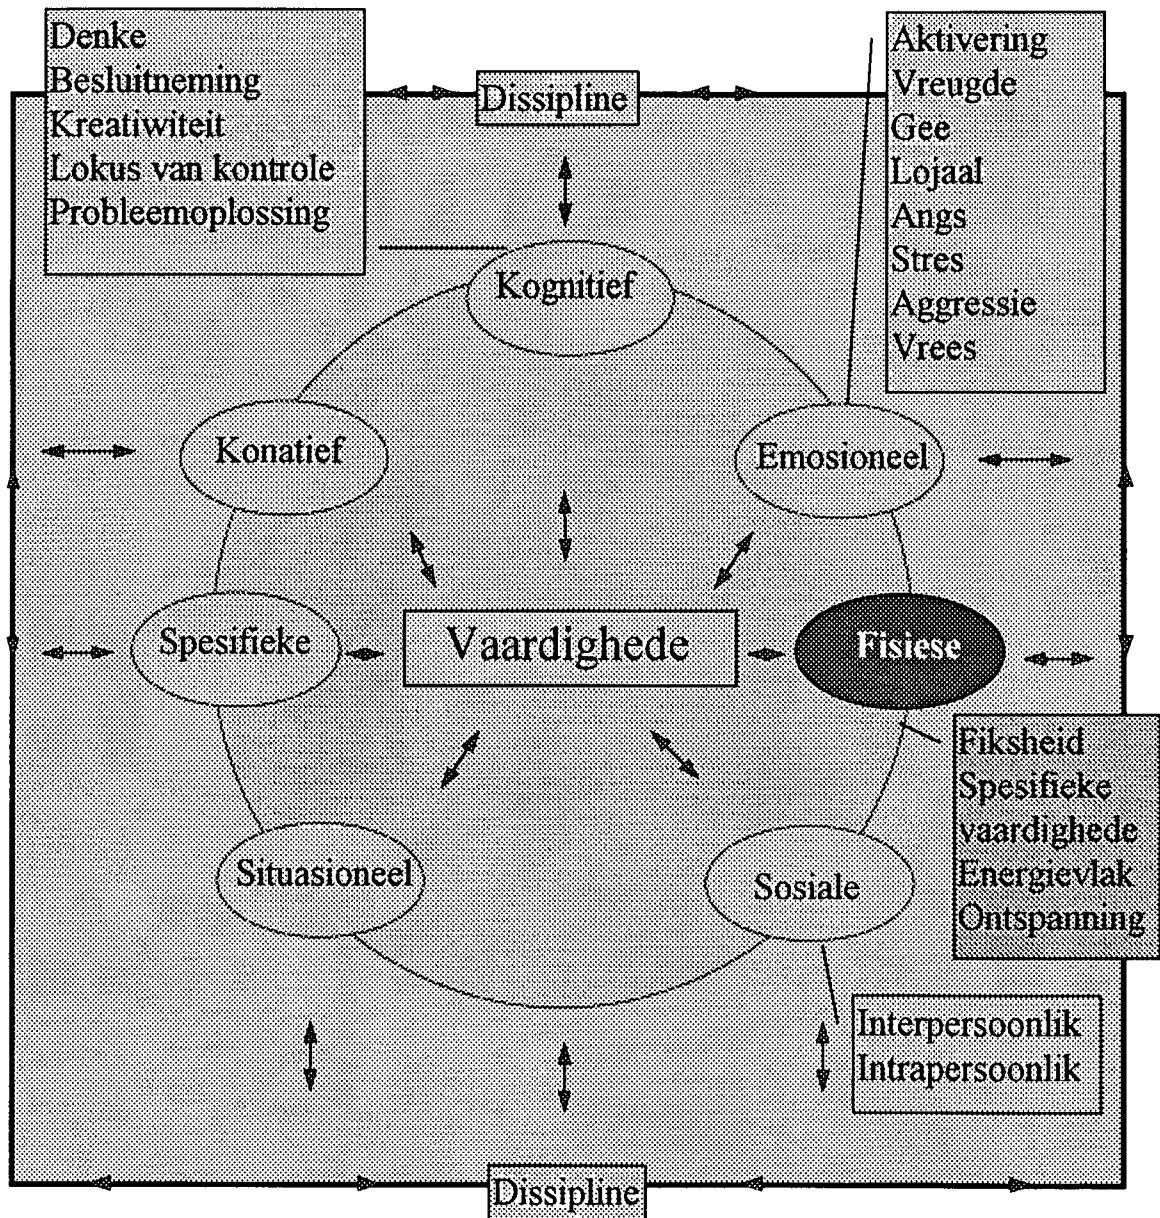 Denke
Besluitneming
Kreatiwiteit
Lokus van kontrole
Probleemoplossing
Dissipline
Aktivering
Vreugde
Gee
Lojaal
Angs
Stres
Aggressie
Vrees
Kognitief
Konatief
Emosioneel
Spesifieke
Vaardighede
Fisiese
Fiksheid
Spesifieke
vaardighede
Energievlak
Ontspanning
Situasioneel
Sosiale
Interpersoonlik
Intrapersoonlik
Dissipline